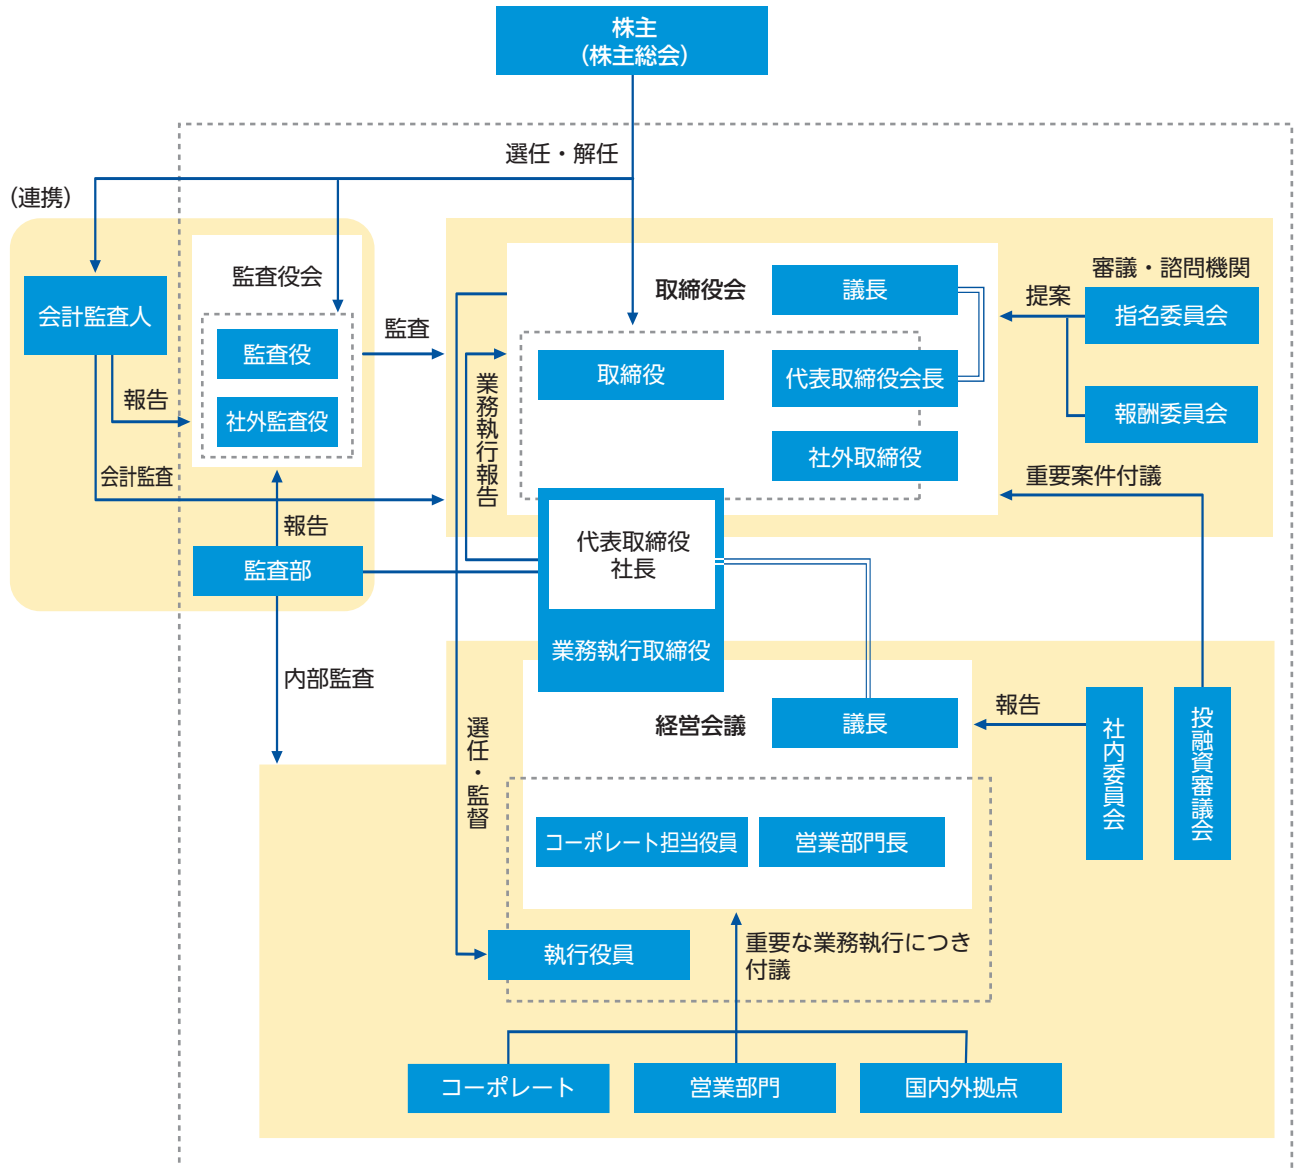 株主
(株主総会)
選任・解任
(連携)
監査役会
会計監査人
監査役
社外監査役
報告
会計監査
報告
監査部
内部監査
監査
業務執行報告
取締役会
議長
取締役
代表取締役会長
社外取締役
審議・諮問機関
提案
指名委員会
報酬委員会
重要案件付議
代表取締役
社長
業務執行取締役
経営会議
議長
報告
社内委員会
投融資審議会
選任・監督
コーポレート担当役員
営業部門長
執行役員
重要な業務執行につき
付議
コーポレート
営業部門
国内外拠点